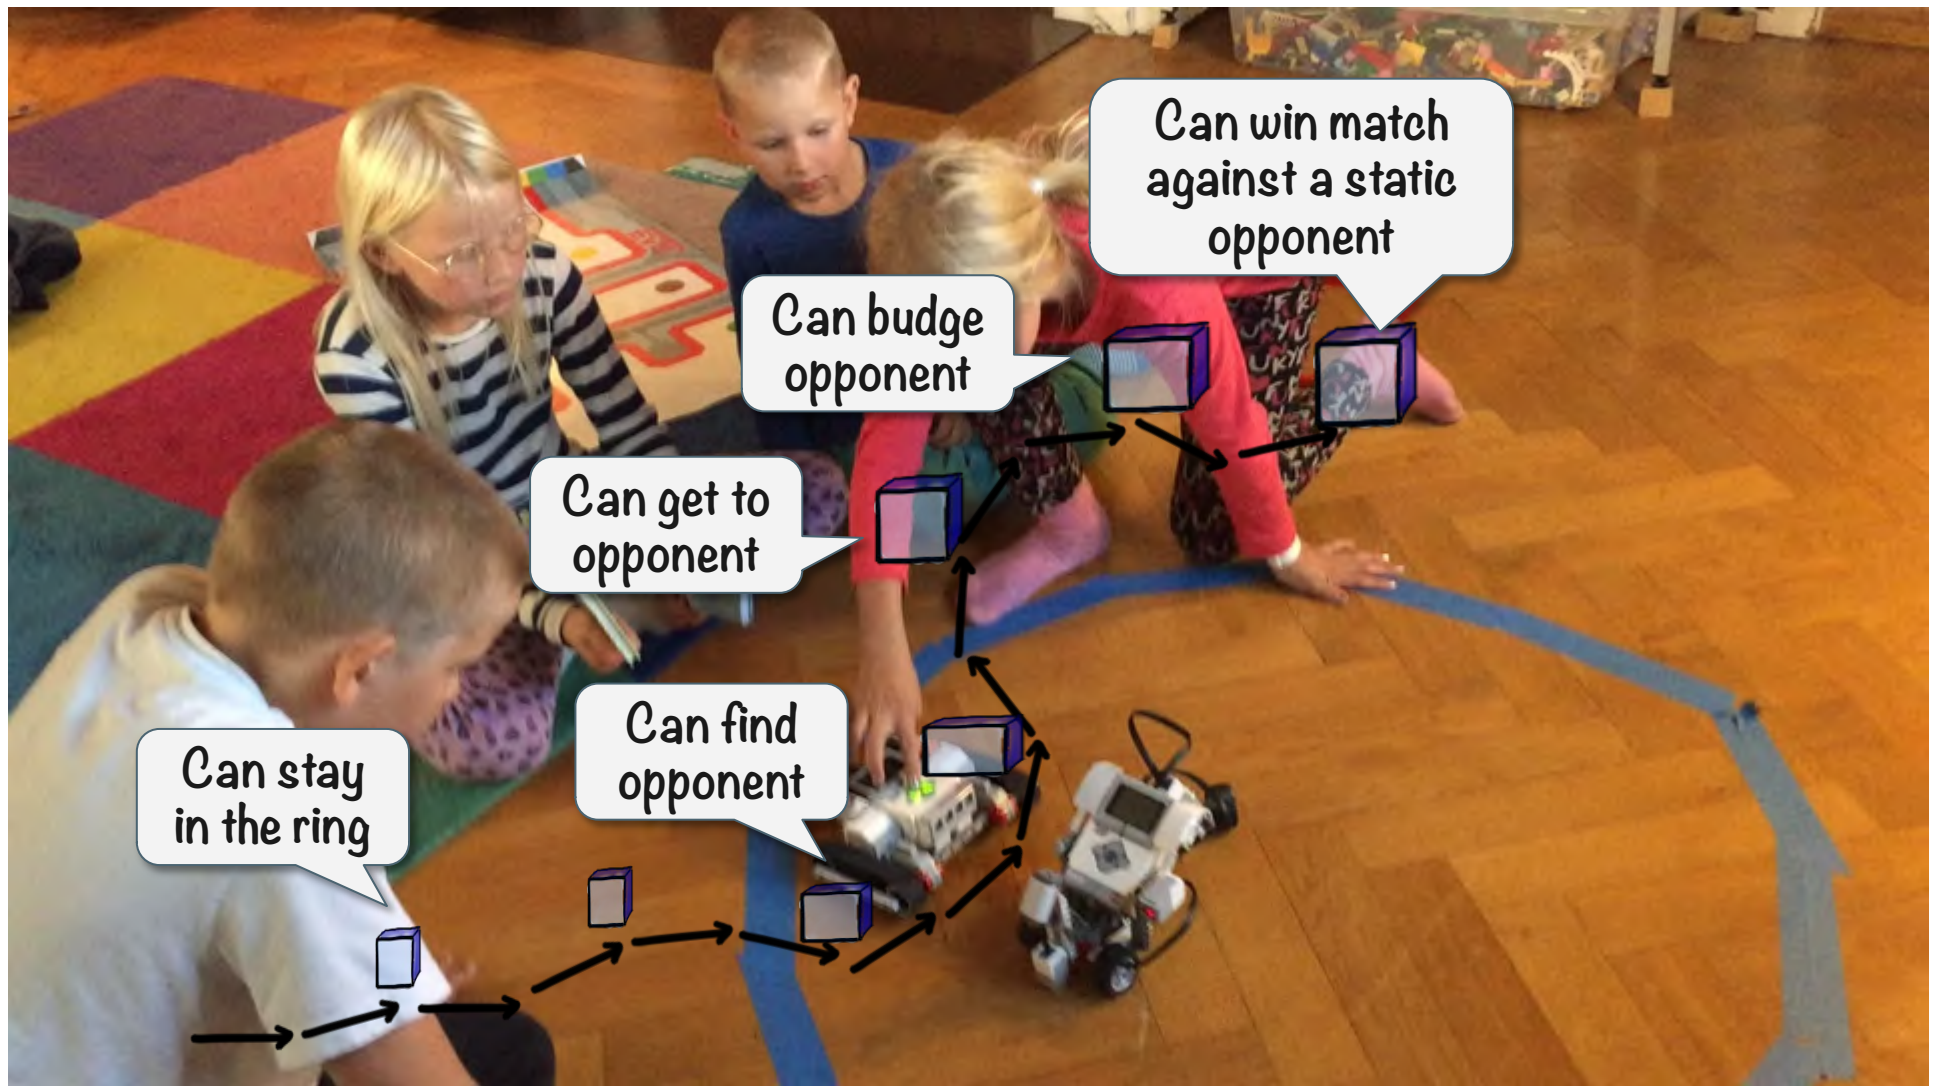 Can win match
against a static
opponent
Can budge
opponent
Can get to
opponent
Can find
opponent
Can stay
in the ring